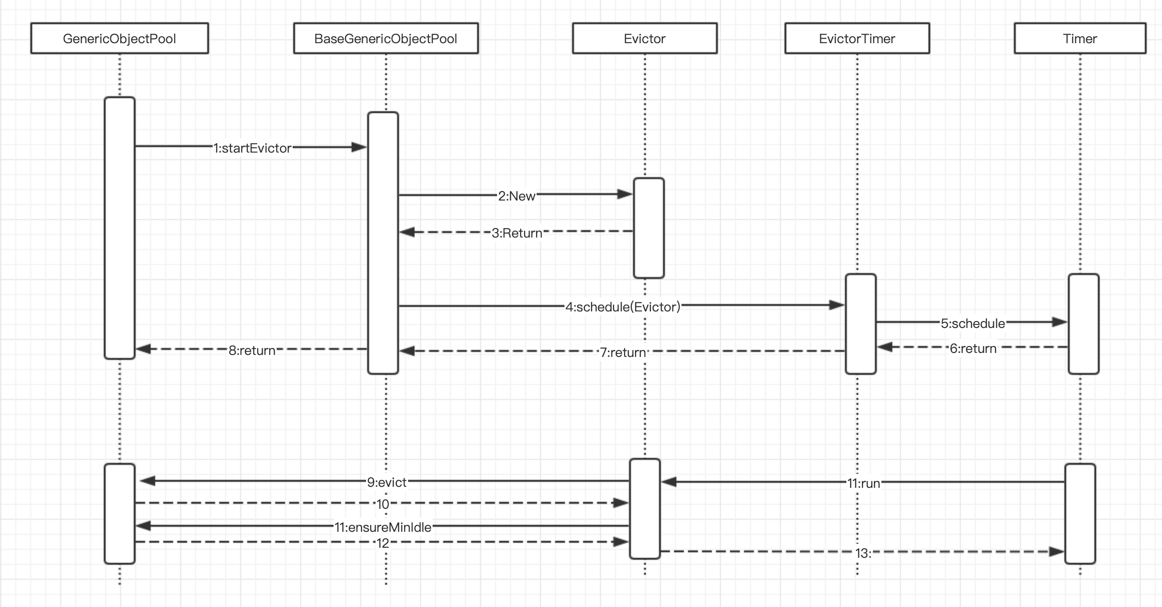 GenericObjectPool
BaseGenericObjectPool
Evictor
EvictorTimer
Timer
1:startEvictor
2:New
3:Return
4:schedule(Evictor)
5:schedule
6:return
8:return
7:return
9:evict
11:run
10
11:ensureMinIdle
12
13: